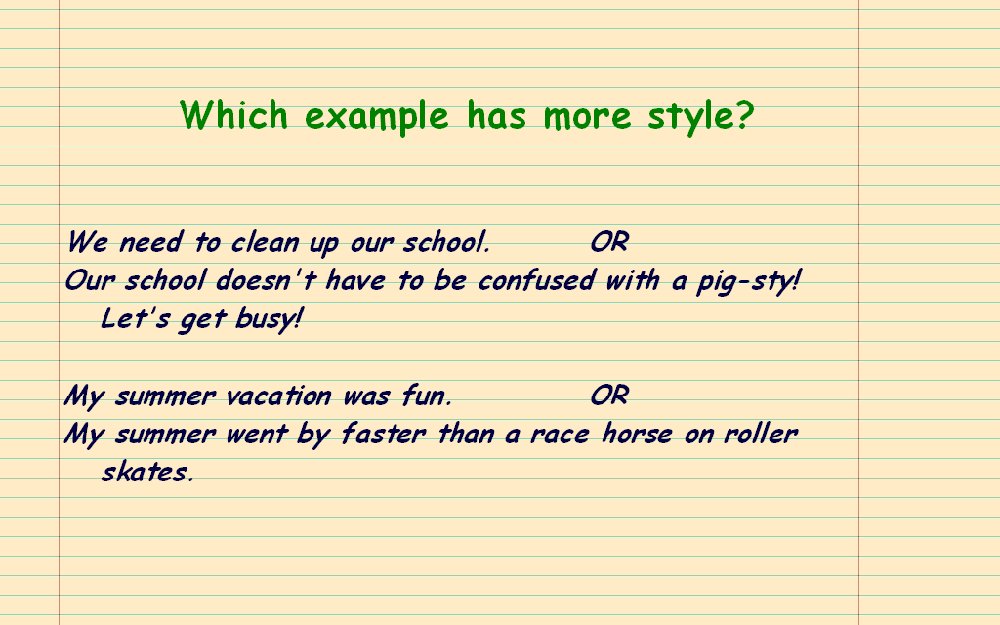 Which example has more style?
We need to clean up our school. OR
Our school doesn't have to be confused with a pig-sty!
Let's get busy!
My summer vacation was fun. OR
My summer went by faster than a race horse on roller
skates.